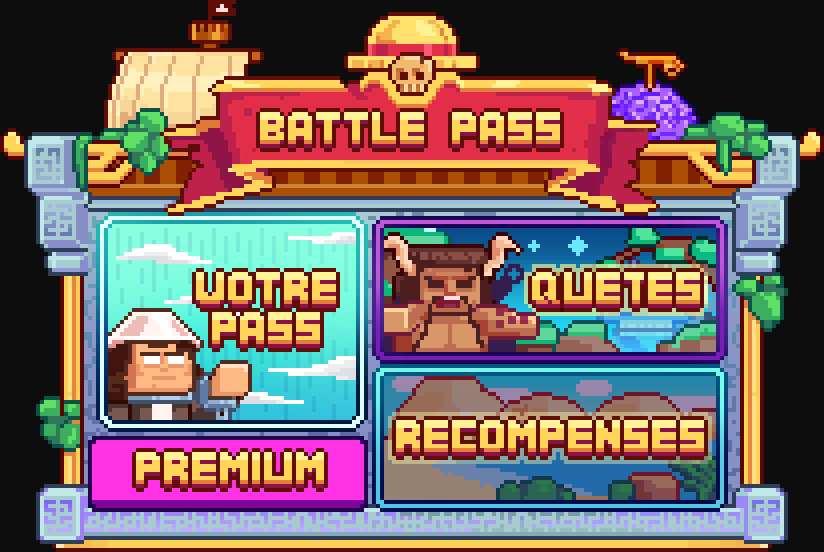 BATTLE PASS
VOTRE
PASS
QUETES
RECOMPENSES
PREMIUM